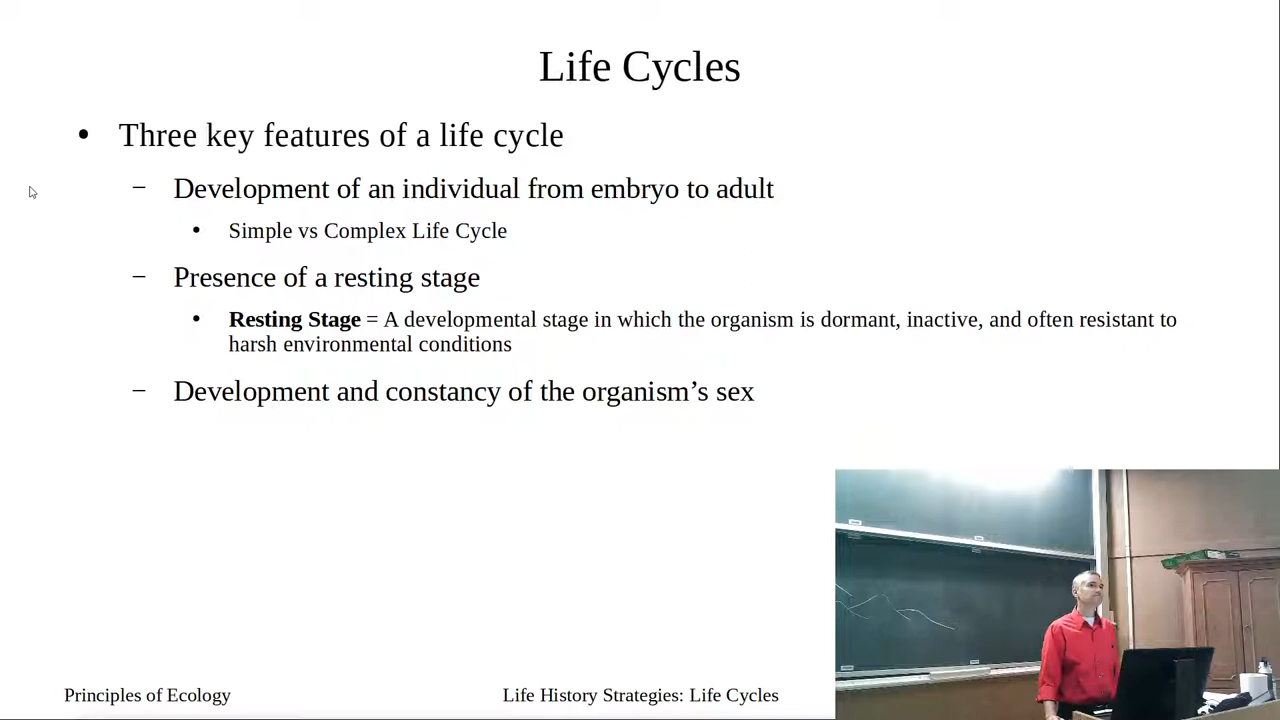 Life Cycles
• Three key features of a life cycle
– Development of an individual from embryo to adult
• Simple vs Complex Life Cycle
– Presence of a resting stage
• Resting Stage = A developmental stage in which the organism is dormant, inactive, and often resistant to
harsh environmental conditions
– Development and constancy of the organism’s sex
Principles of Ecology
Life History Strategies: Life Cycles